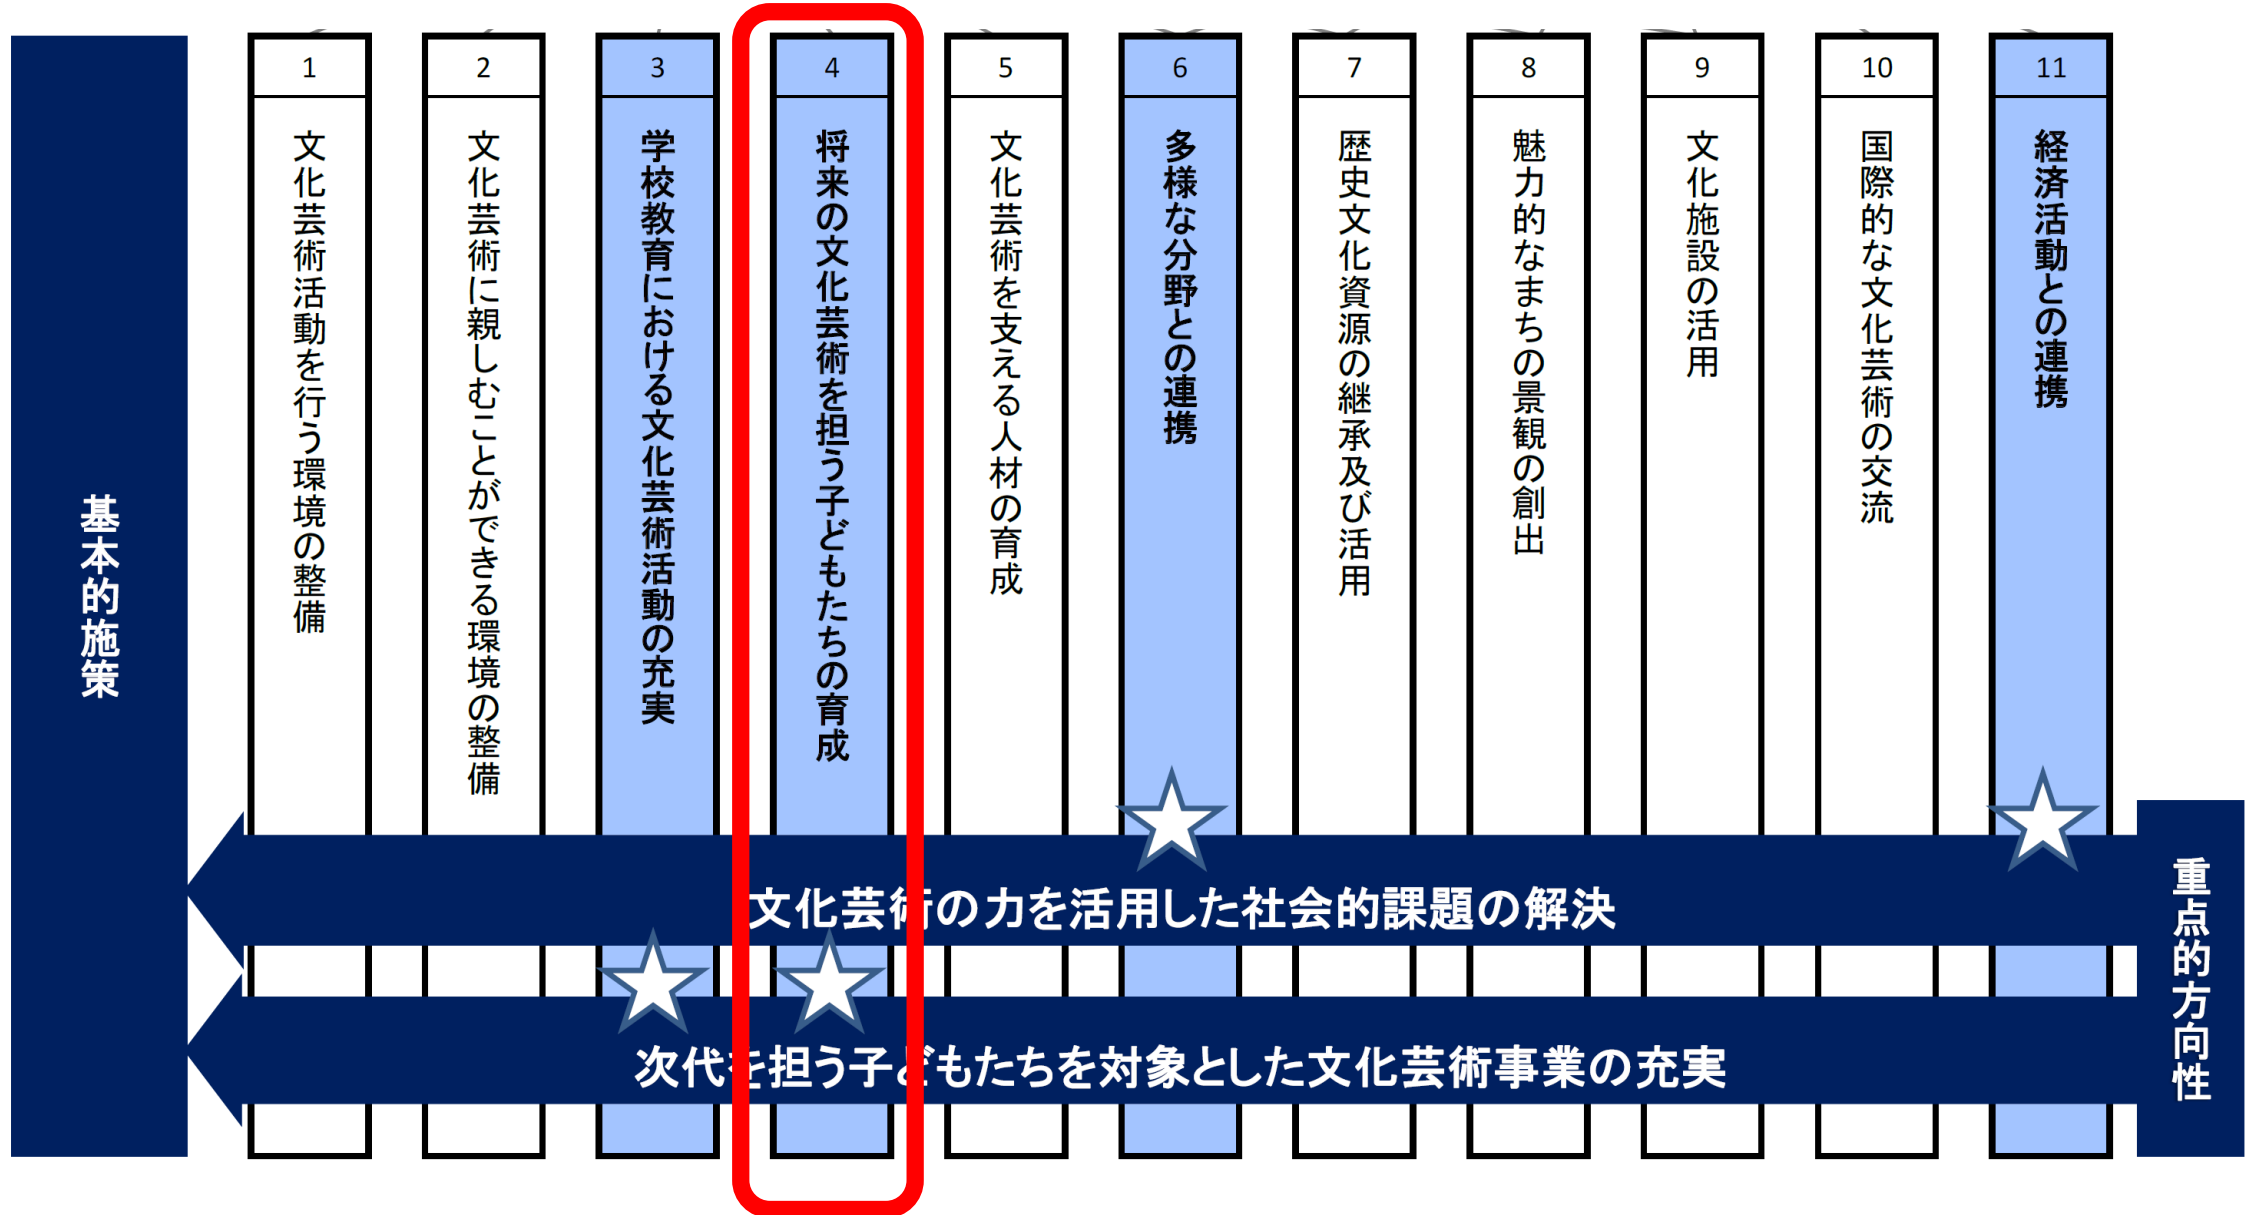 基本的施策
1
文化芸術活動を行う環境の整備
2
文化芸術に親しむことができる環境の整備
3
学校教育における文化芸術活動の充実
4
将来の文化芸術を担う子どもたちの育成
5
文化芸術を支える人材の育成
6
多様な分野との連携
7
歴史文化資源の継承及び活用
8
魅力的なまちの景観の創出
9
文化施設の活用
10
国際的な文化芸術の交流
11
経済活動との連携
文化芸術の力を活用した社会的課題の解決
次代を担う子どもたちを対象とした文化芸術事業の充実
重点的方向性